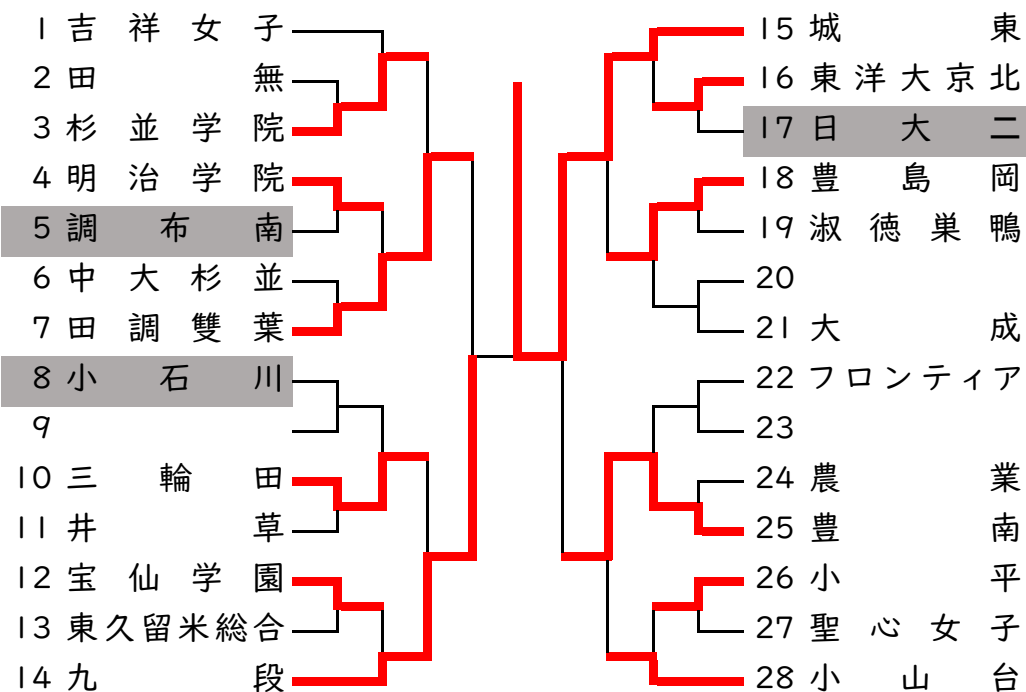 1 吉祥女子
2 田無
3 杉並学院
4 明治学院
5 調布南
6 中大杉並
7 田調雙葉
8 小石川
9
10 三輪田
11 井草
12 宝仙学園
13 東久留米総合
14 九段
15 城東
16 東洋大京北
17 日大二
18 豊島岡
19 淑徳巣鴨
20
21 大成
22 フロンティア
23
24 農業
25 豊南
26 小平
27 聖心女子
28 小山台